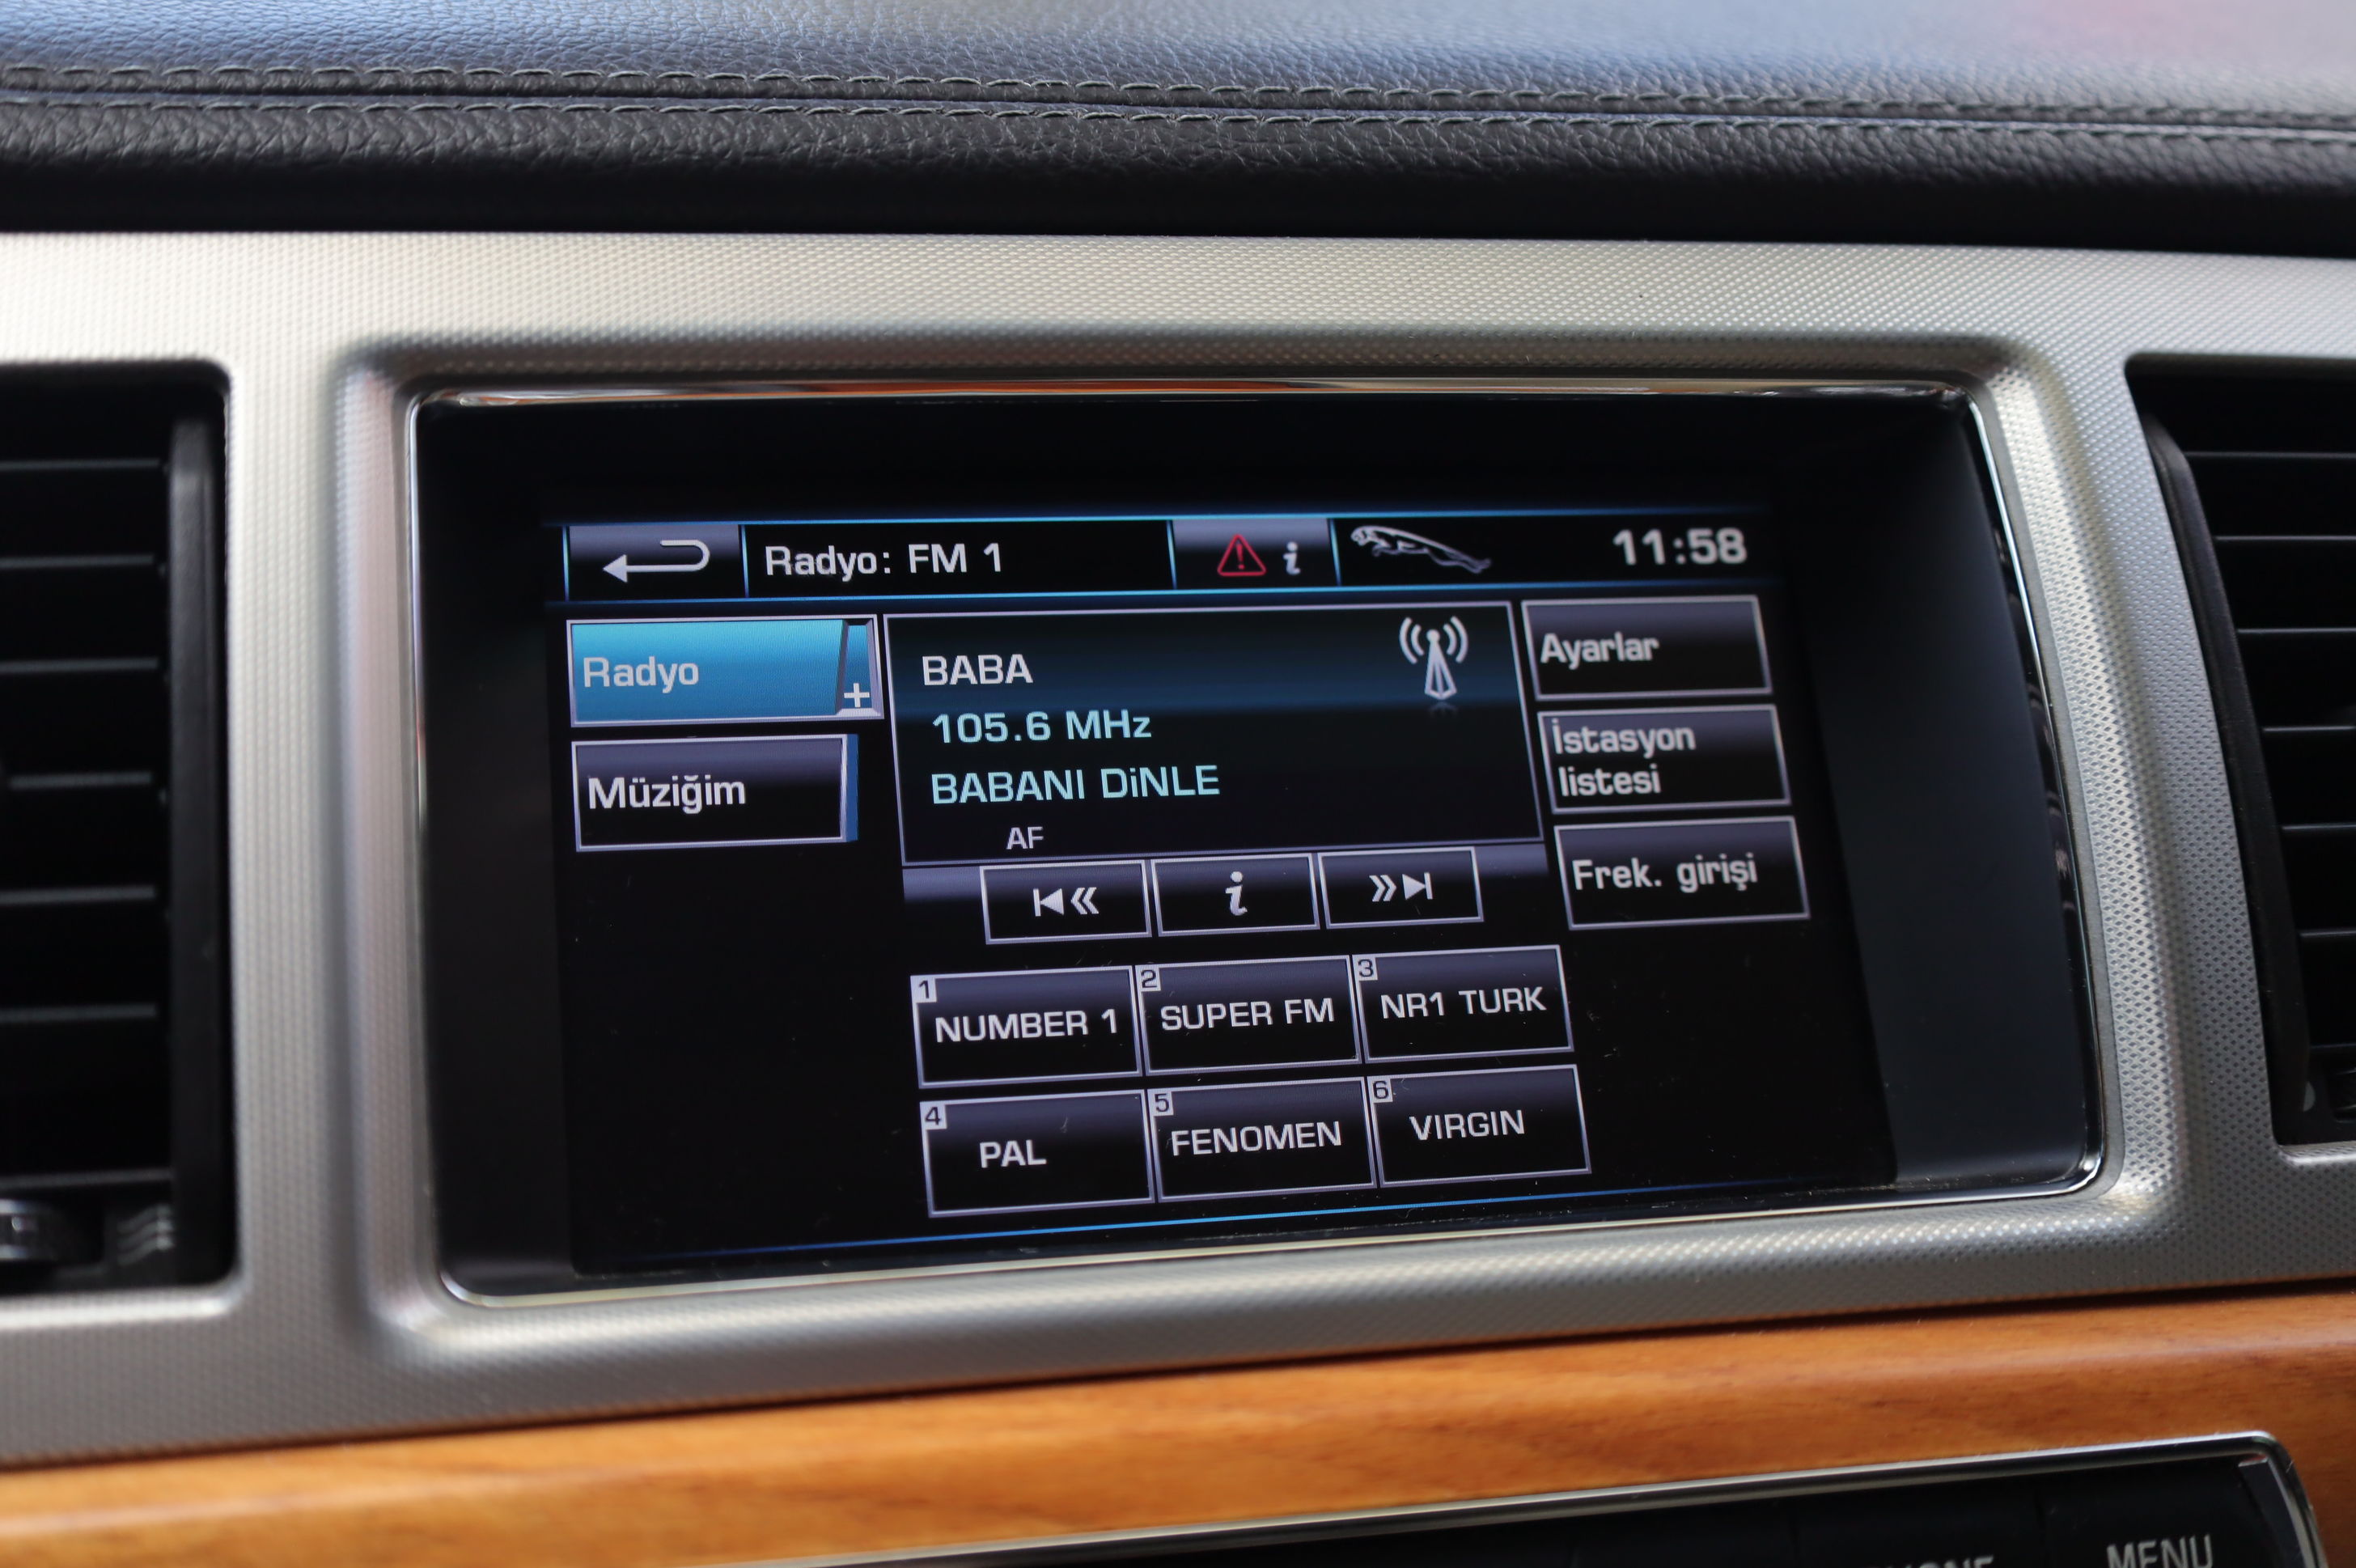 Radyo: FM 1
i
11:58
Radyo
+
Müziğim
BABA
105.6 MHz
BABANI DiNLE
AF
i
Ayarlar
İstasyon
listesi
Frek. girişi
1
NUMBER 1
2
SUPER FM
3
NR1 TURK
4
PAL
5
FENOMEN
6
VIRGIN
MENU